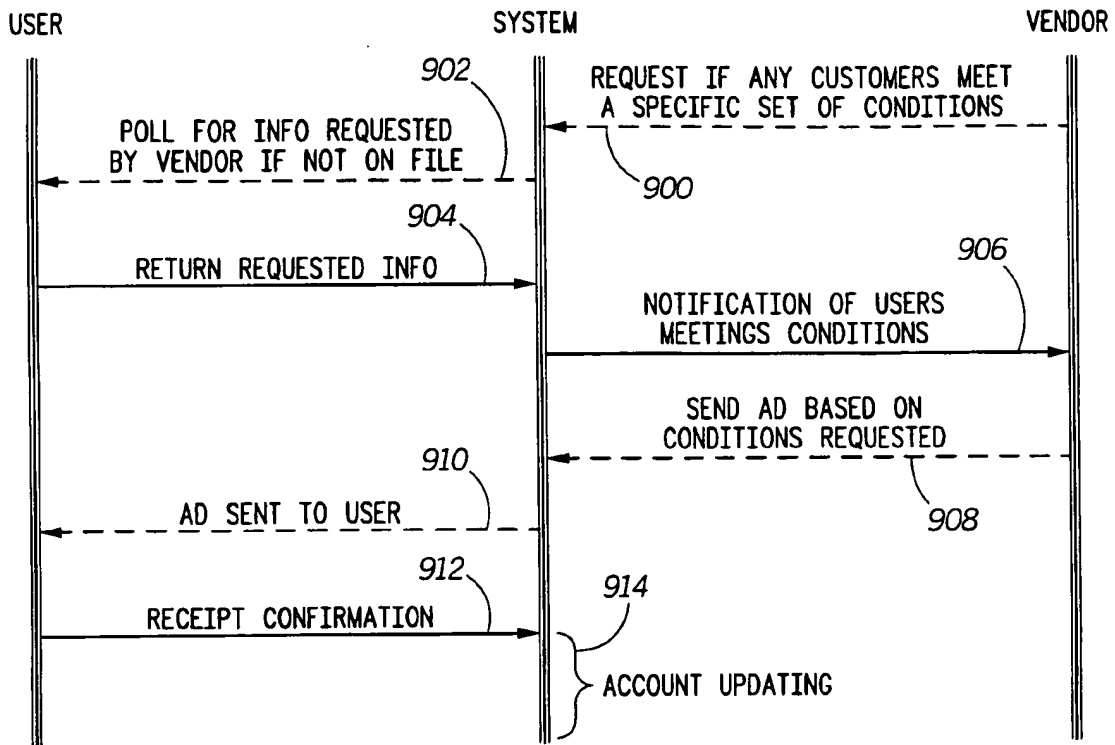 USER
SYSTEM
VENDOR
902
REQUEST IF ANY CUSTOMERS MEET
A SPECIFIC SET OF CONDITIONS
POLL FOR INFO REQUESTED
BY VENDOR IF NOT ON FILE
900
904
RETURN REQUESTED INFO
906
NOTIFICATION OF USERS
MEETINGS CONDITIONS
SEND AD BASED ON
CONDITIONS REQUESTED
910
908
AD SENT TO USER
912
914
RECEIPT CONFIRMATION
ACCOUNT UPDATING